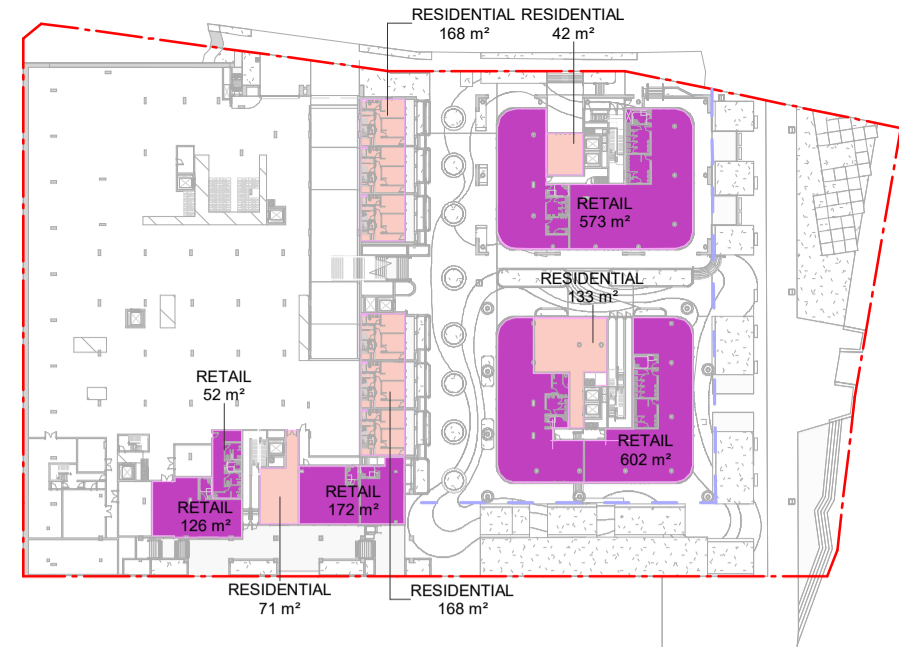 RESIDENTIAL
168 m²
RESIDENTIAL
42 m²
RETAIL
573 m²
RESIDENTIAL
133 m²
RETAIL
52 m²
RETAIL
602 m²
RETAIL
172 m²
RETAIL
126 m²
RESIDENTIAL
71 m²
RESIDENTIAL
168 m²